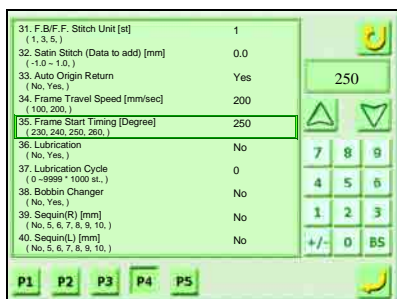 31. F.B/F.F. Stitch Unit [st] 1
( 1, 3, 5, )
32. Satin Stitch (Data to add) [mm] 0.0
( -1.0 ~ 1.0, )
33. Auto Origin Return Yes
( No, Yes, )
34. Frame Travel Speed [mm/sec] 200
( 100, 200, )
35. Frame Start Timing [Degree] 250
( 230, 240, 250, 260, )
36. Lubrication No
( No, Yes, )
37. Lubrication Cycle 0
( 0 ~9999 * 1000 st., )
38. Bobbin Changer No
( No, Yes, )
39. Sequin(R) [mm] No
( No, 5, 6, 7, 8, 9, 10, )
40. Sequin(L) [mm] No
( No, 5, 6, 7, 8, 9, 10, )
250
7 8 9
4 5 6
1 2 3
+/- 0 BS
P1 P2 P3 P4 P5